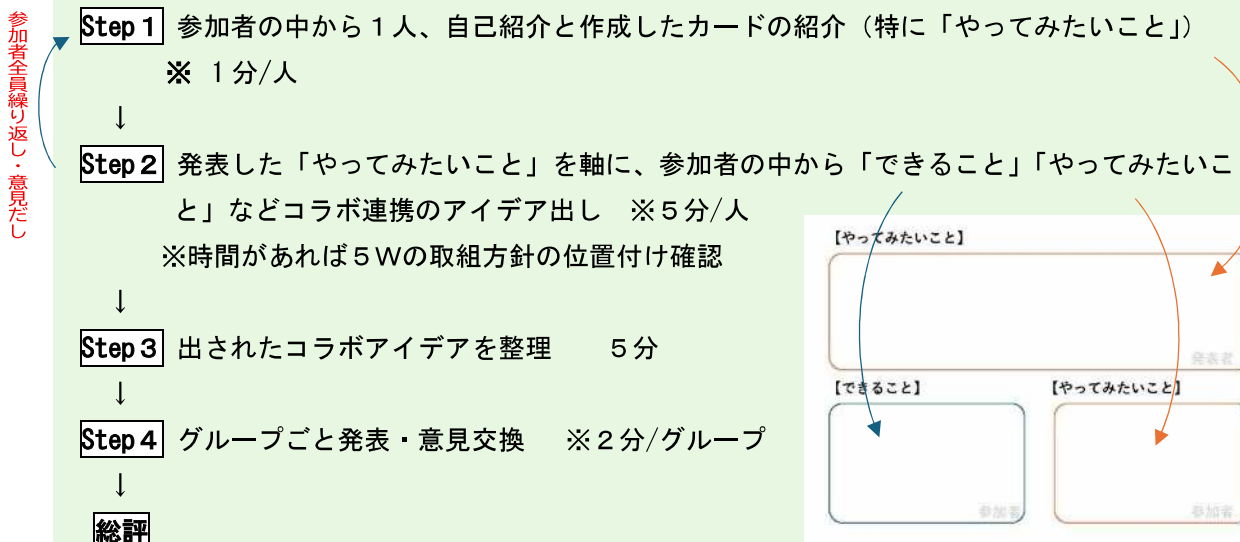 参加者全員繰り返し・意見だし
Step１ 参加者の中から１人、自己紹介と作成したカードの紹介（特に「やってみたいこと」）
※ １分/人
↓
Step２ 発表した「やってみたいこと」を軸に、参加者の中から「できること」「やってみたいこ
と」などコラボ連携のアイデア出し ※５分/人
※時間があれば５Wの取組方針の位置付け確認
↓
Step３ 出されたコラボアイデアを整理 ５分
↓
Step４ グループごと発表・意見交換 ※２分/グループ
↓
総評
【やってみたいこと】
発表者
【できること】
【やってみたいこと】
参加者
参加者